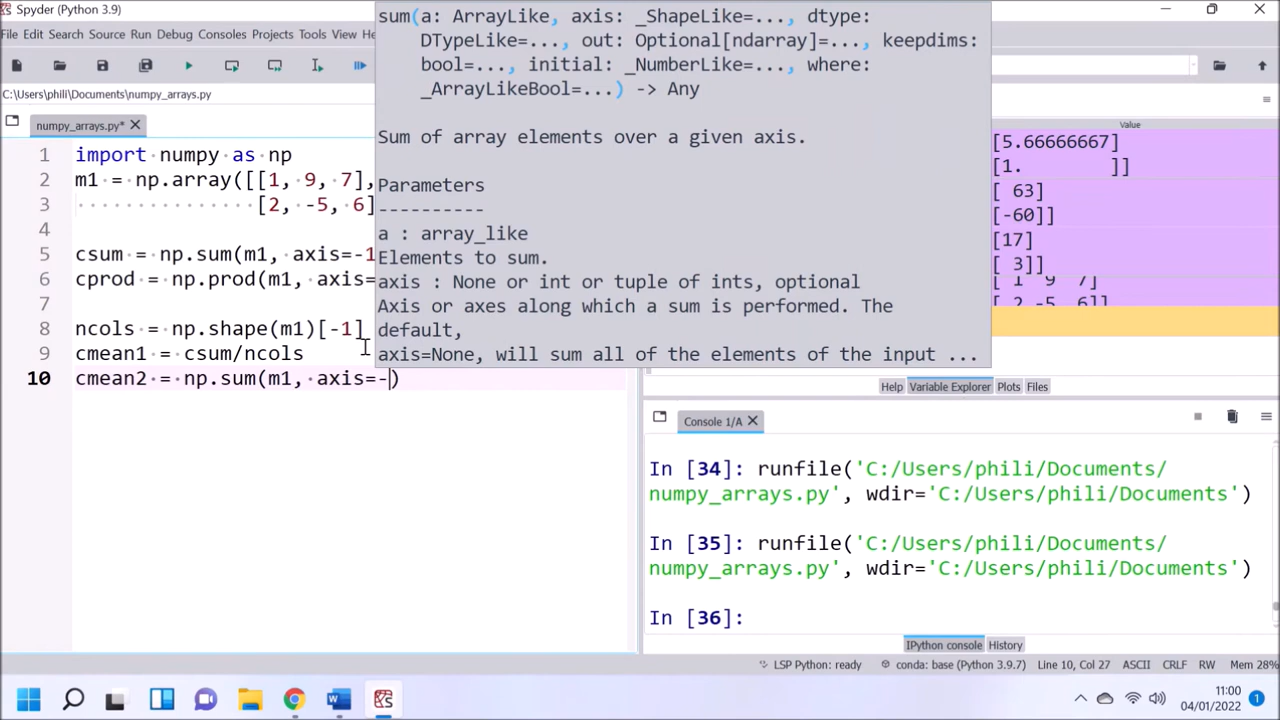 Spyder (Python 3.9)
File Edit Search Source Run Debug Consoles Projects Tools View He
C:\Users\phili\Documents\numpy_arrays.py
numpy_arrays.py*
1 import numpy as np
2 m1 = np.array([[1, 9, 7],
3 [2, -5, 6]
4
5 csum = np.sum(m1, axis=-1
6 cprod = np.prod(m1, axis=
7
8 ncols = np.shape(m1)[-1]
9 cmean1 = csum/ncols
10 cmean2 = np.sum(m1, axis=-)
sum(a: ArrayLike, axis: _ShapeLike=..., dtype:
DTypeLike=..., out: Optional[ndarray]=..., keepdims:
bool=..., initial: _NumberLike=..., where:
_ArrayLikeBool=...) -> Any
Sum of array elements over a given axis.
Parameters
----------
a : array_like
Elements to sum.
axis : None or int or tuple of ints, optional
Axis or axes along which a sum is performed. The
default,
axis=None, will sum all of the elements of the input ...
Value
[5.66666667]
[1. ]]
[ 63]
[-60]]
[17]
[ 3]]
[ 1 9 7]
[ 2 -5 6]]
Help Variable Explorer Plots Files
Console 1/A
In [34]: runfile('C:/Users/phili/Documents/
numpy_arrays.py', wdir='C:/Users/phili/Documents')
In [35]: runfile('C:/Users/phili/Documents/
numpy_arrays.py', wdir='C:/Users/phili/Documents')
In [36]:
IPython console History
LSP Python: ready conda: base (Python 3.9.7) Line 10, Col 27 ASCII CRLF RW Mem 28%
11:00
04/01/2022
1